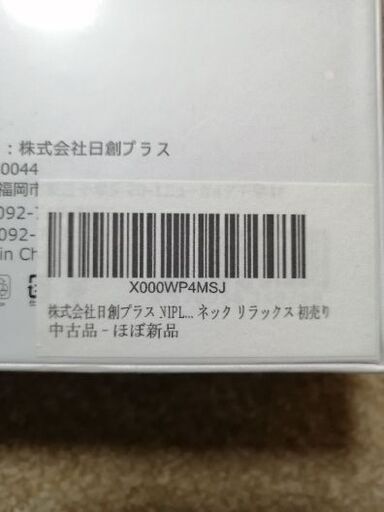 ：株式会社日創プラス
0044
福岡市
092-7
092-
in Ch
X000WP4MSJ
株式会社日創プラス NIPL... ネック リラックス 初売り
中古品 - ほぼ新品